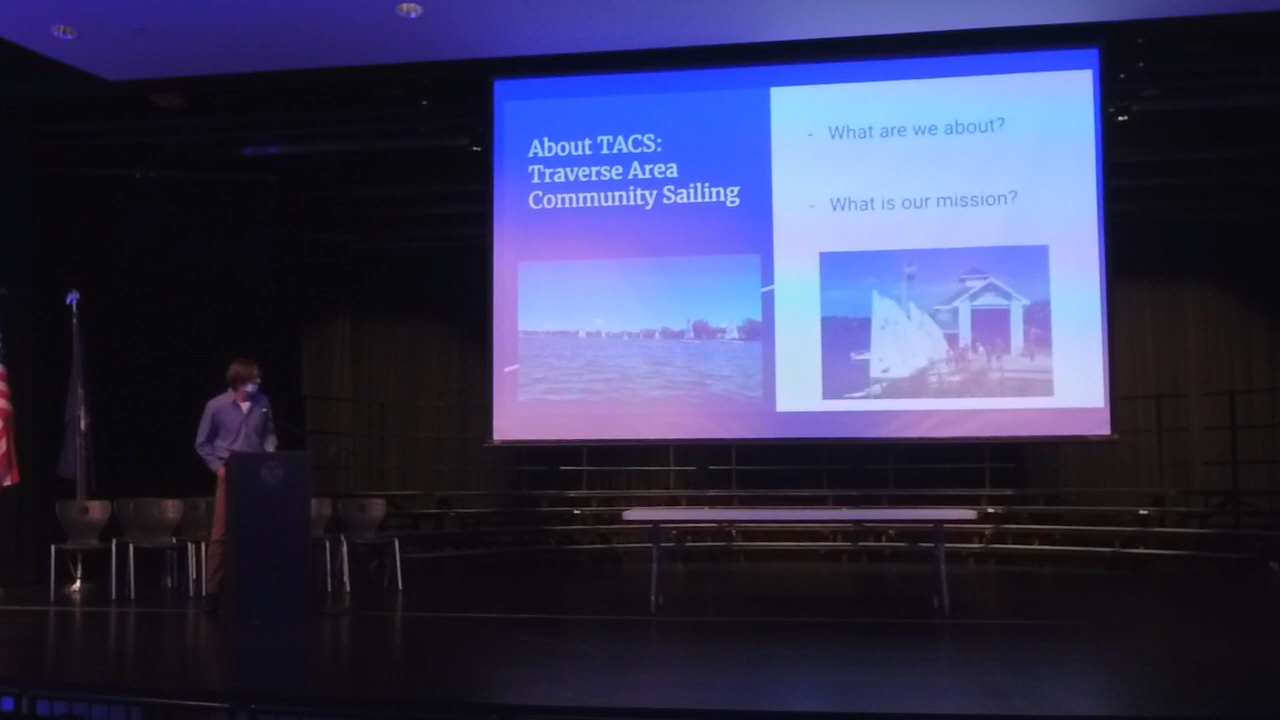 About TACS:
Traverse Area
Community Sailing
- What are we about?
- What is our mission?